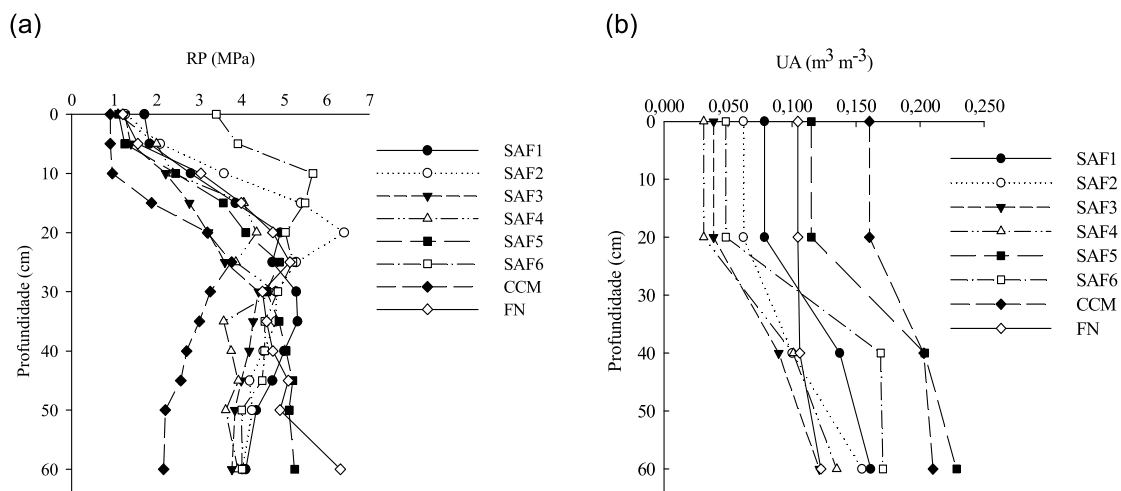 (a)
RP (MPa)
0 1 2 3 4 5 6 7
0
10
20
30
40
50
60
Profundidade (cm)
SAF1
SAF2
SAF3
SAF4
SAF5
SAF6
CCM
FN
(b)
UA (m³ m⁻³)
0,000 0,050 0,100 0,150 0,200 0,250
0
10
20
30
40
50
60
Profundidade (cm)
SAF1
SAF2
SAF3
SAF4
SAF5
SAF6
CCM
FN